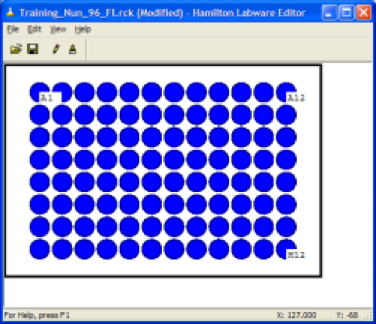 Training_Nun_96_Fl.rck (Modified) - Hamilton Labware Editor
File Edit View Help
A1 A12
H12
For Help, press F1 X: 127.000 Y: -68